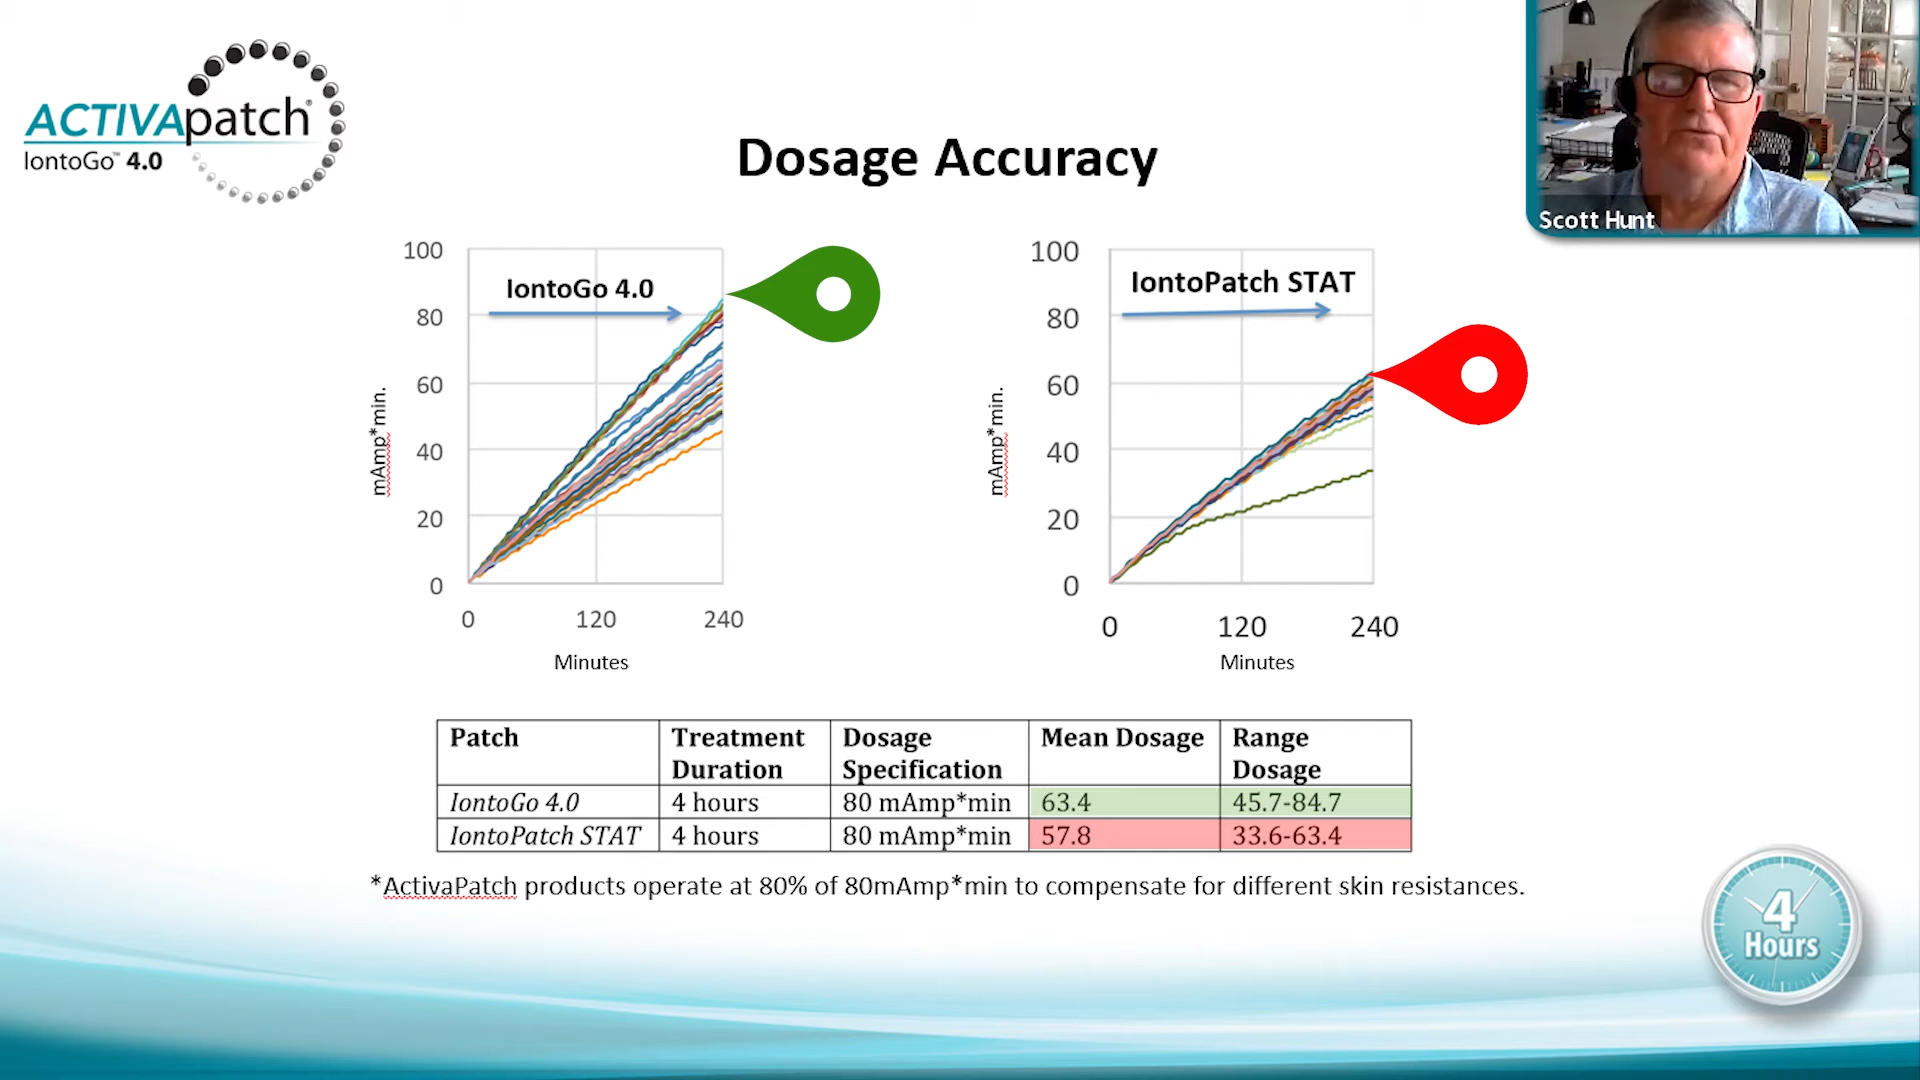 ACTIVApatch®
IontoGo™ 4.0
Scott Hunt
Dosage Accuracy
IontoGo 4.0
100
80
60
40
20
0
mAmp*min.
0 120 240
Minutes
IontoPatch STAT
100
80
60
40
20
0
mAmp*min.
0 120 240
Minutes
Patch Treatment Duration Dosage Specification Mean Dosage Range Dosage
IontoGo 4.0 4 hours 80 mAmp*min 63.4 45.7-84.7
IontoPatch STAT 4 hours 80 mAmp*min 57.8 33.6-63.4
*ActivaPatch products operate at 80% of 80mAmp*min to compensate for different skin resistances.
4
Hours